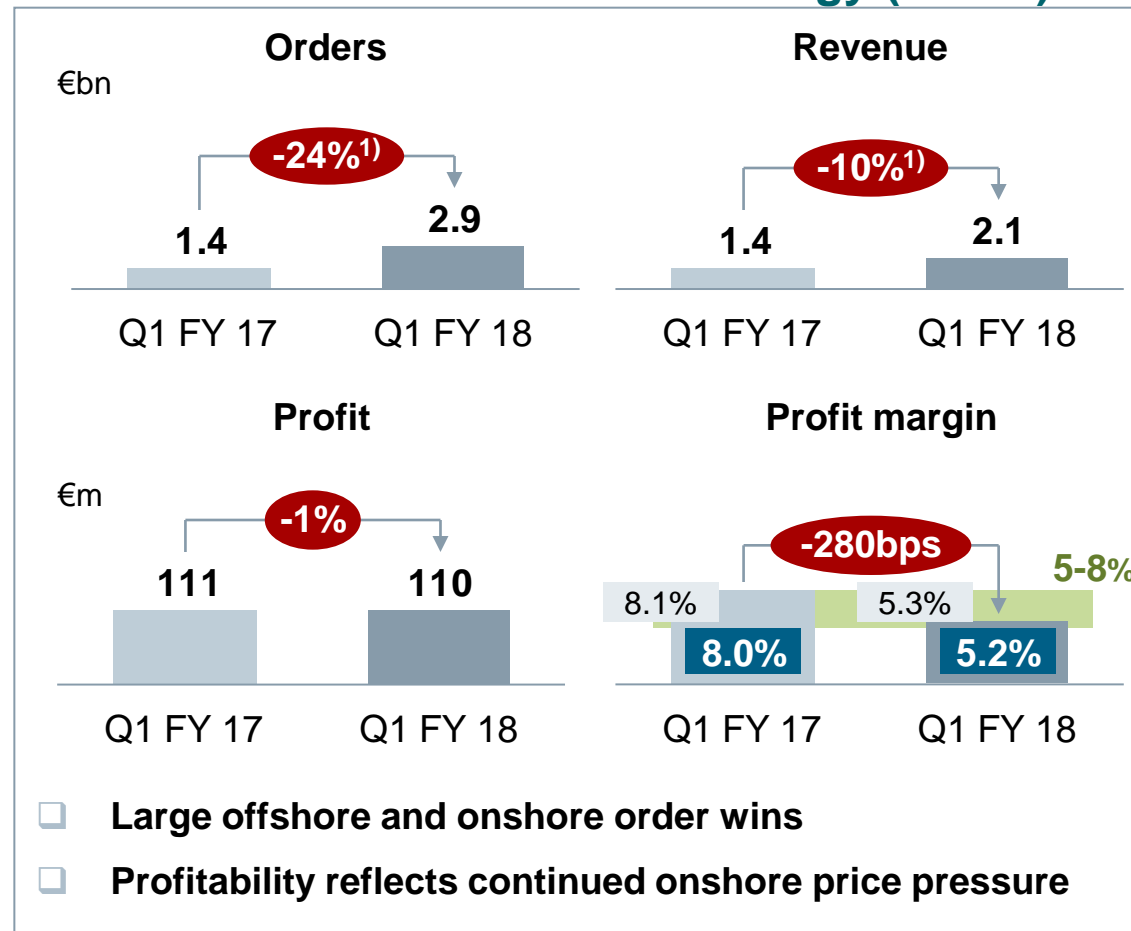 gy (
)
Orders
Revenue
€bn
-24%1)
-10%1)
1.4
2.9
1.4
2.1
Q1 FY 17
Q1 FY 18
Q1 FY 17
Q1 FY 18
Profit
Profit margin
€m
-1%
-280bps
5-8%
111
110
8.1%
5.3%
8.0%
5.2%
Q1 FY 17
Q1 FY 18
Q1 FY 17
Q1 FY 18
Large offshore and onshore order wins
Profitability reflects continued onshore price pressure